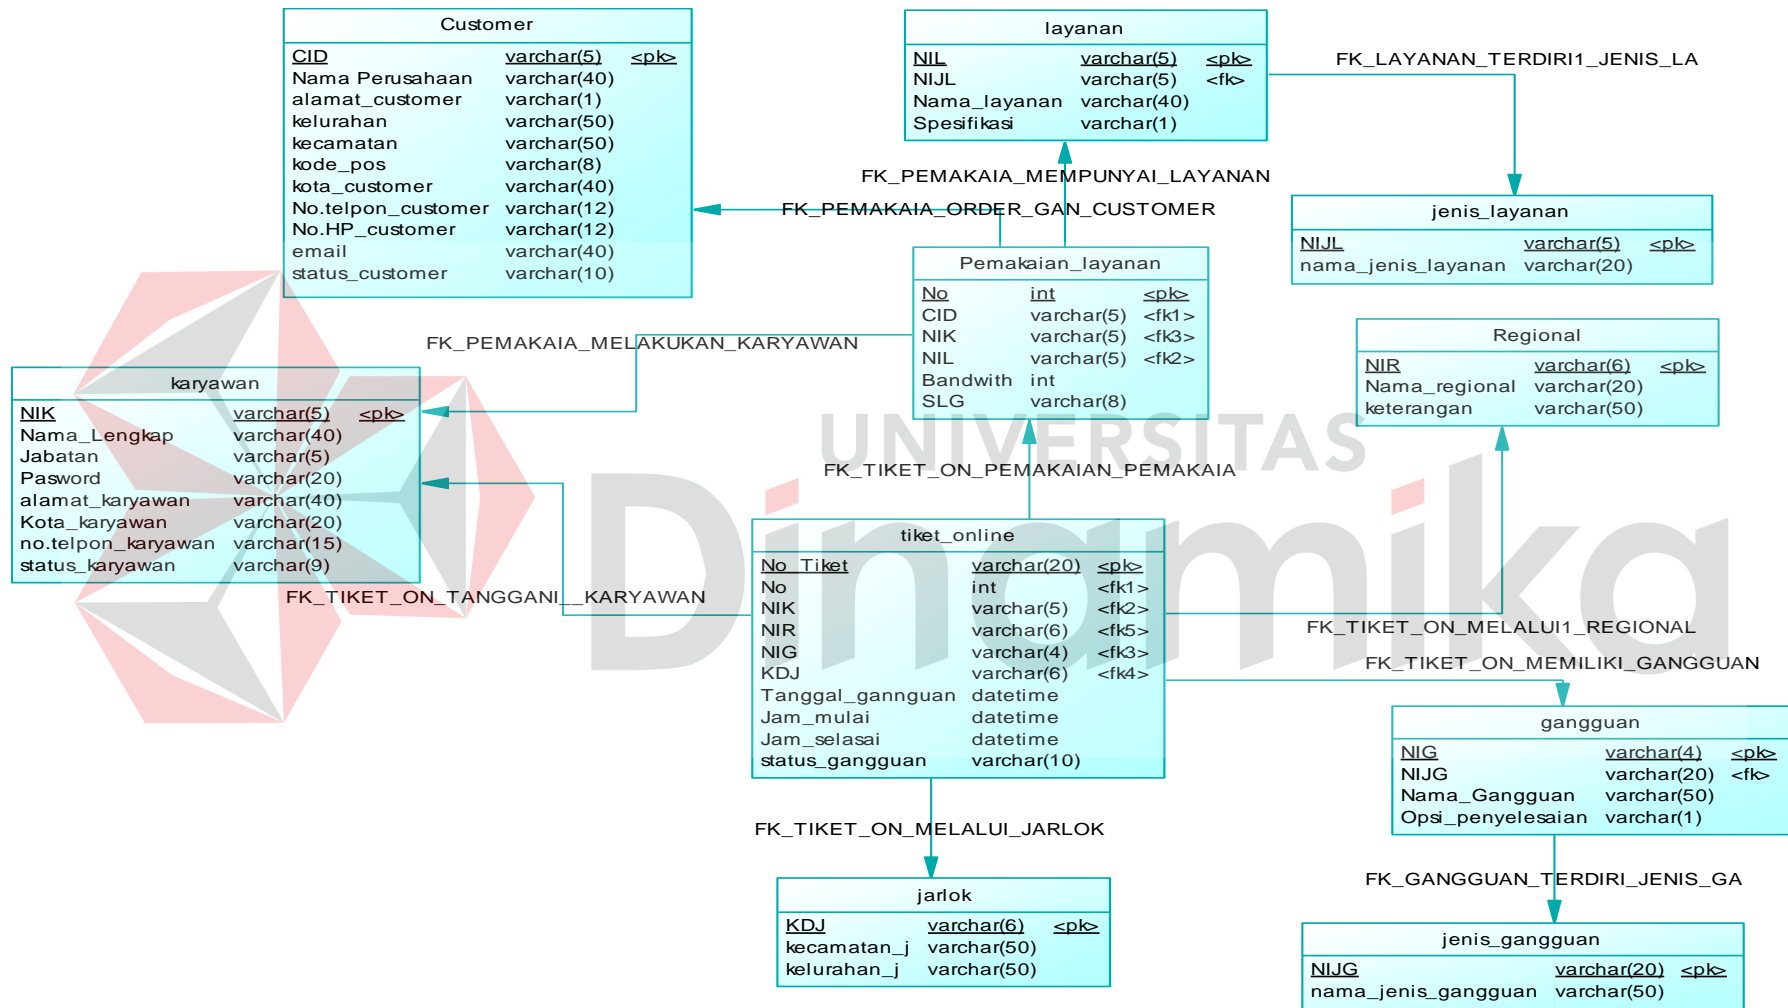 Customer
CID varchar(5) <pk>
Nama Perusahaan varchar(40)
alamat_customer varchar(1)
kelurahan varchar(50)
kecamatan varchar(50)
kode_pos varchar(8)
kota_customer varchar(40)
No.telpon_customer varchar(12)
No.HP_customer varchar(12)
email varchar(40)
status_customer varchar(10)
layanan
NIL varchar(5) <pk>
NIJL varchar(5) <fk>
Nama_layanan varchar(40)
Spesifikasi varchar(1)
FK_LAYANAN_TERDIRI1_JENIS_LA
FK_PEMAKAIA_MEMPUNYAI_LAYANAN
FK_PEMAKAIA_ORDER_GAN_CUSTOMER
jenis_layanan
NIJL varchar(5) <pk>
nama_jenis_layanan varchar(20)
Pemakaian_layanan
No int <pk>
CID varchar(5) <fk1>
NIK varchar(5) <fk3>
NIL varchar(5) <fk2>
Bandwith int
SLG varchar(8)
FK_PEMAKAIA_MELAKUKAN_KARYAWAN
Regional
NIR varchar(6) <pk>
Nama_regional varchar(20)
keterangan varchar(50)
karyawan
NIK varchar(5) <pk>
Nama_Lengkap varchar(40)
Jabatan varchar(5)
Pasword varchar(20)
alamat_karyawan varchar(40)
Kota_karyawan varchar(20)
no.telpon_karyawan varchar(15)
status_karyawan varchar(9)
UNIVERSITAS
Dinamika
FK_TIKET_ON_PEMAKAIAN_PEMAKAIA
FK_TIKET_ON_TANGGANI__KARYAWAN
tiket_online
No_Tiket varchar(20) <pk>
No int <fk1>
NIK varchar(5) <fk2>
NIR varchar(6) <fk5>
NIG varchar(4) <fk3>
KDJ varchar(6) <fk4>
Tanggal_gannguan datetime
Jam_mulai datetime
Jam_selasai datetime
status_gangguan varchar(10)
FK_TIKET_ON_MELALUI1_REGIONAL
FK_TIKET_ON_MEMILIKI_GANGGUAN
gangguan
NIG varchar(4) <pk>
NIJG varchar(20) <fk>
Nama_Gangguan varchar(50)
Opsi_penyelesaian varchar(1)
FK_TIKET_ON_MELALUI_JARLOK
FK_GANGGUAN_TERDIRI_JENIS_GA
jarlok
KDJ varchar(6) <pk>
kecamatan_j varchar(50)
kelurahan_j varchar(50)
jenis_gangguan
NIJG varchar(20) <pk>
nama_jenis_gangguan varchar(50)